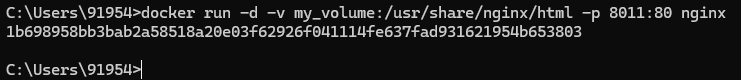 C:\Users\91954>docker run -d -v my_volume:/usr/share/nginx/html -p 8011:80 nginx
1b698958bb3bab2a58518a20e03f62926f041114fe637fad931621954b653803
C:\Users\91954>